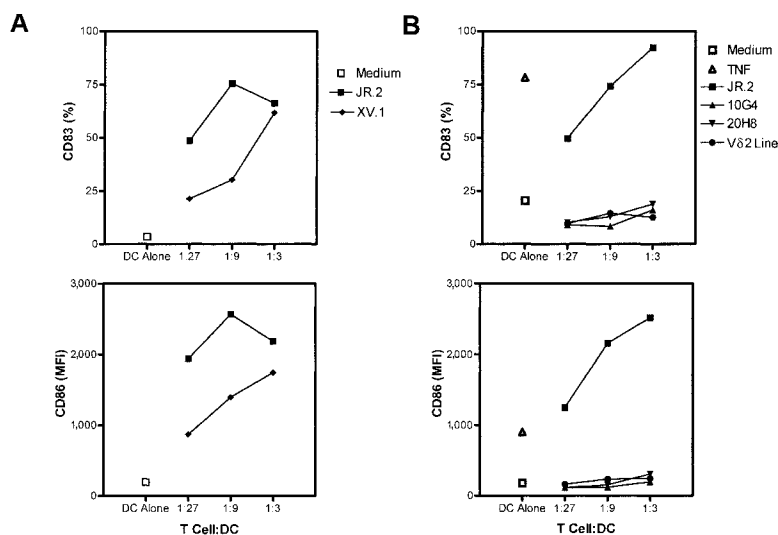 A
100
75
50
25
0
CD83 (%)
DC Alone
1:27
1:9
1:3
Medium
JR.2
XV.1
3,000
2,000
1,000
0
CD86 (MFI)
DC Alone
1:27
1:9
1:3
T Cell:DC
B
100
75
50
25
0
CD83 (%)
DC Alone
1:27
1:9
1:3
Medium
TNF
JR.2
10G4
20H8
Vδ2 Line
3,000
2,000
1,000
0
CD86 (MFI)
DC Alone
1:27
1:9
1:3
T Cell:DC